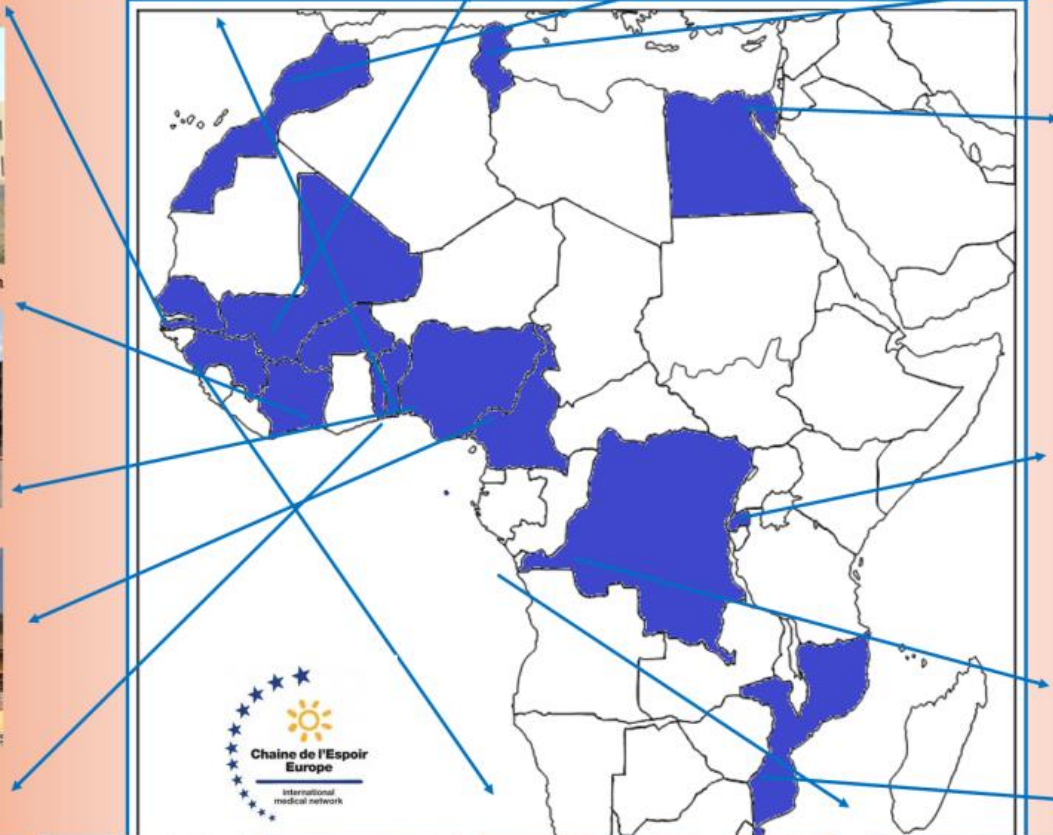 Chaine de l'Espoir
Europe
international
medical network